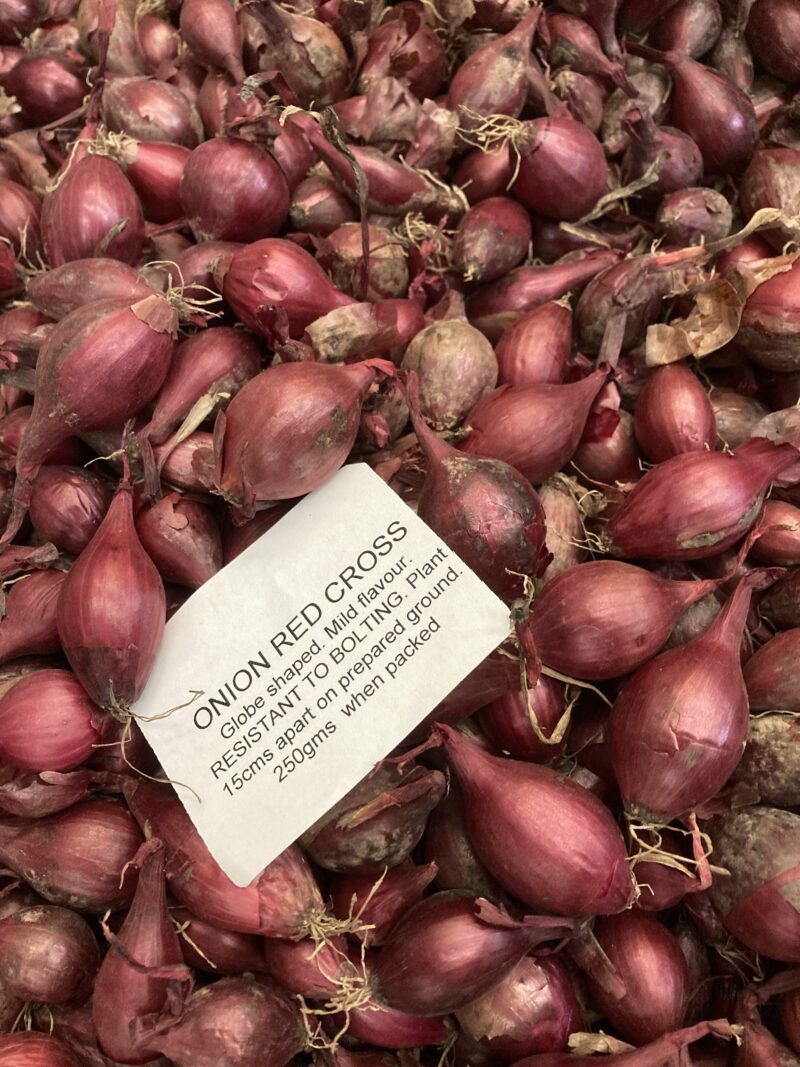 ONION RED CROSS
Globe shaped. Mild flavour.
RESISTANT TO BOLTING. Plant
15cms apart on prepared ground.
250gms when packed